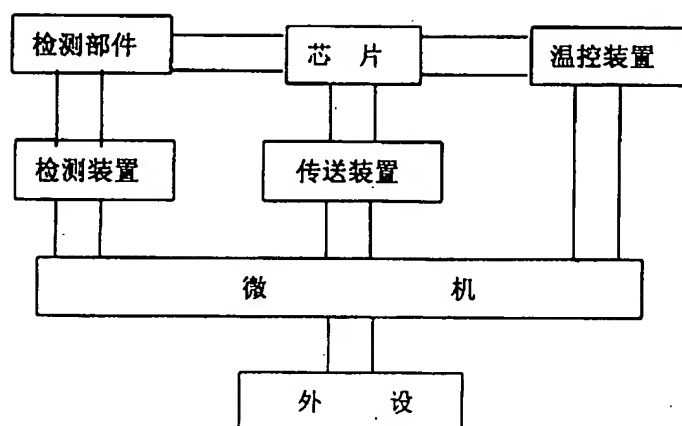 检测部件
芯 片
温控装置
检测装置
传送装置
微 机
外 设